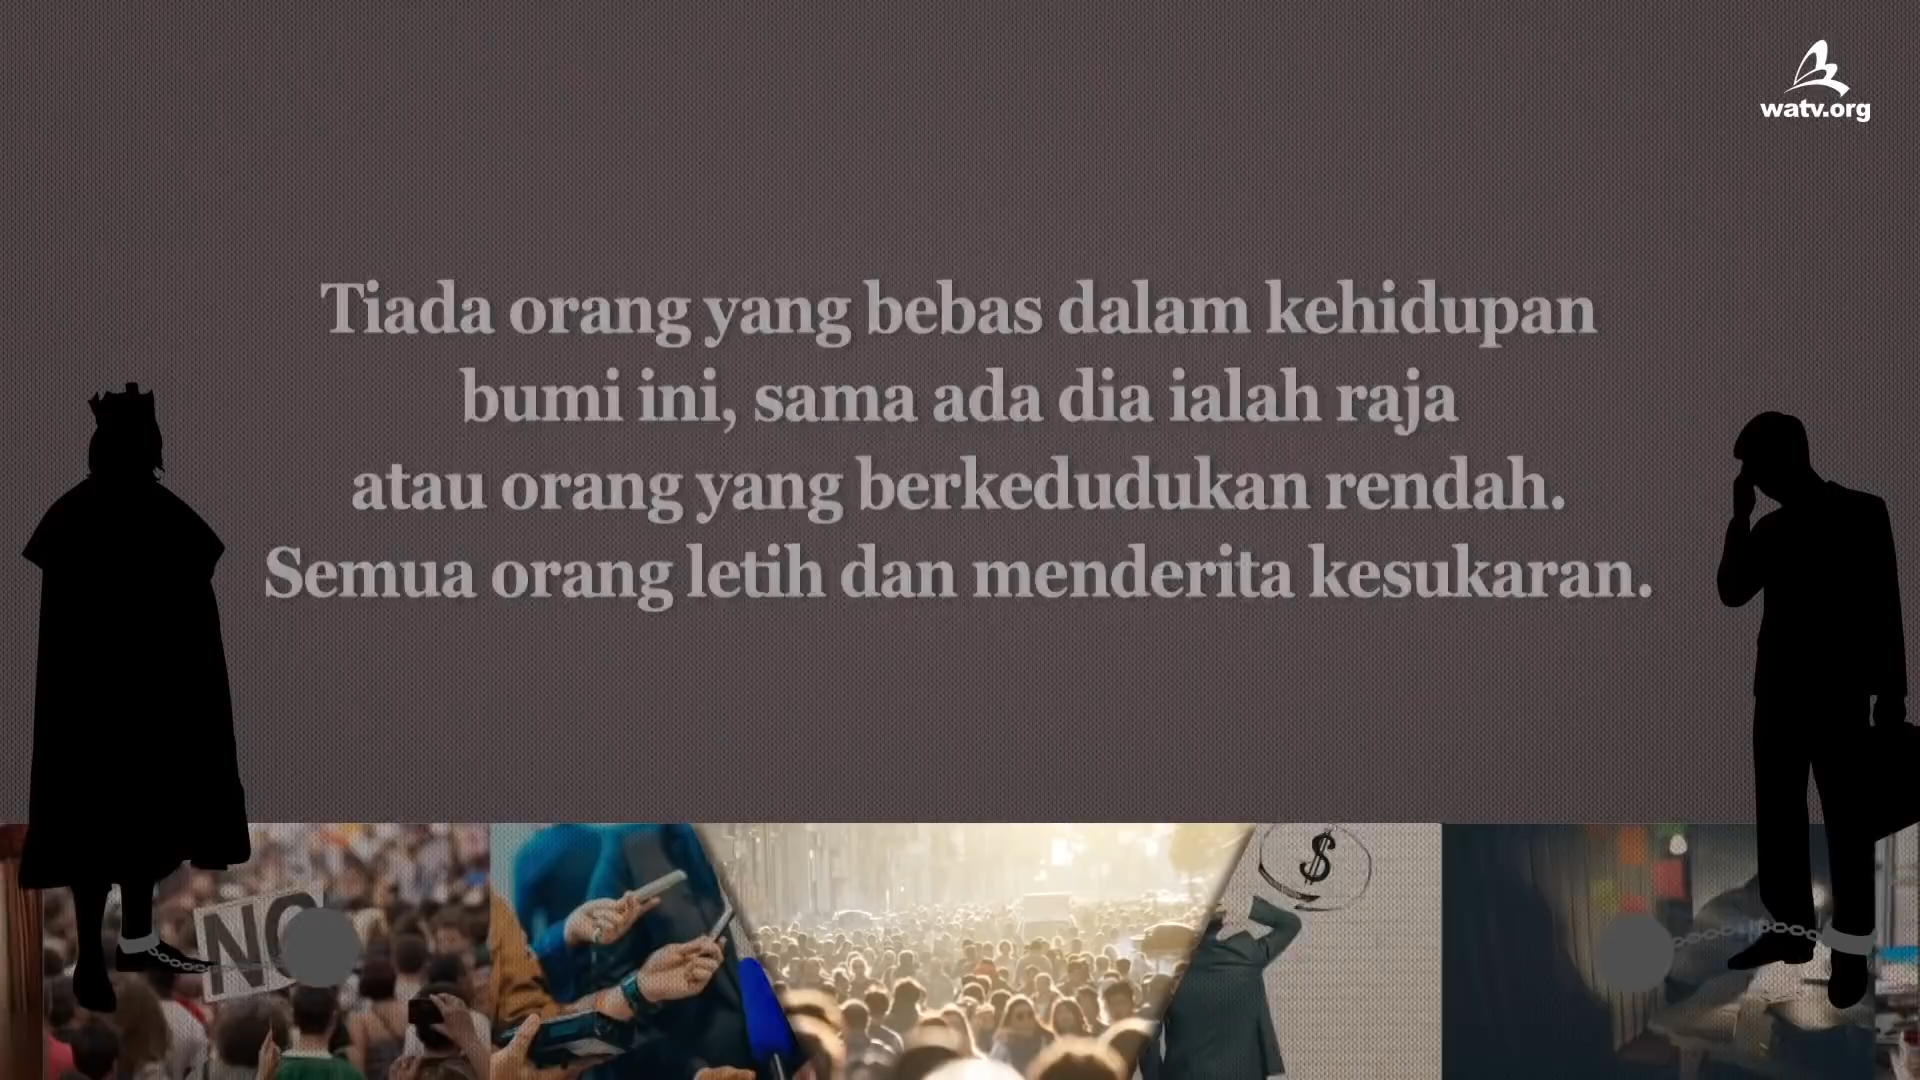 watv.org
Tiada orang yang bebas dalam kehidupan
bumi ini, sama ada dia ialah raja
atau orang yang berkedudukan rendah.
Semua orang letih dan menderita kesukaran.
$